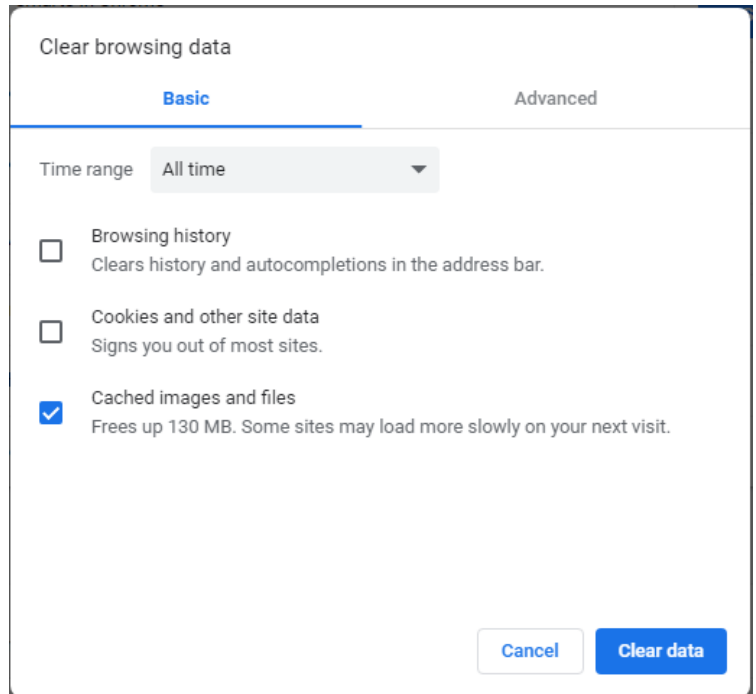 Clear browsing data
Basic
Advanced
Time range
All time
Browsing history
Clears history and autocompletions in the address bar.
Cookies and other site data
Signs you out of most sites.
Cached images and files
Frees up 130 MB. Some sites may load more slowly on your next visit.
Cancel
Clear data